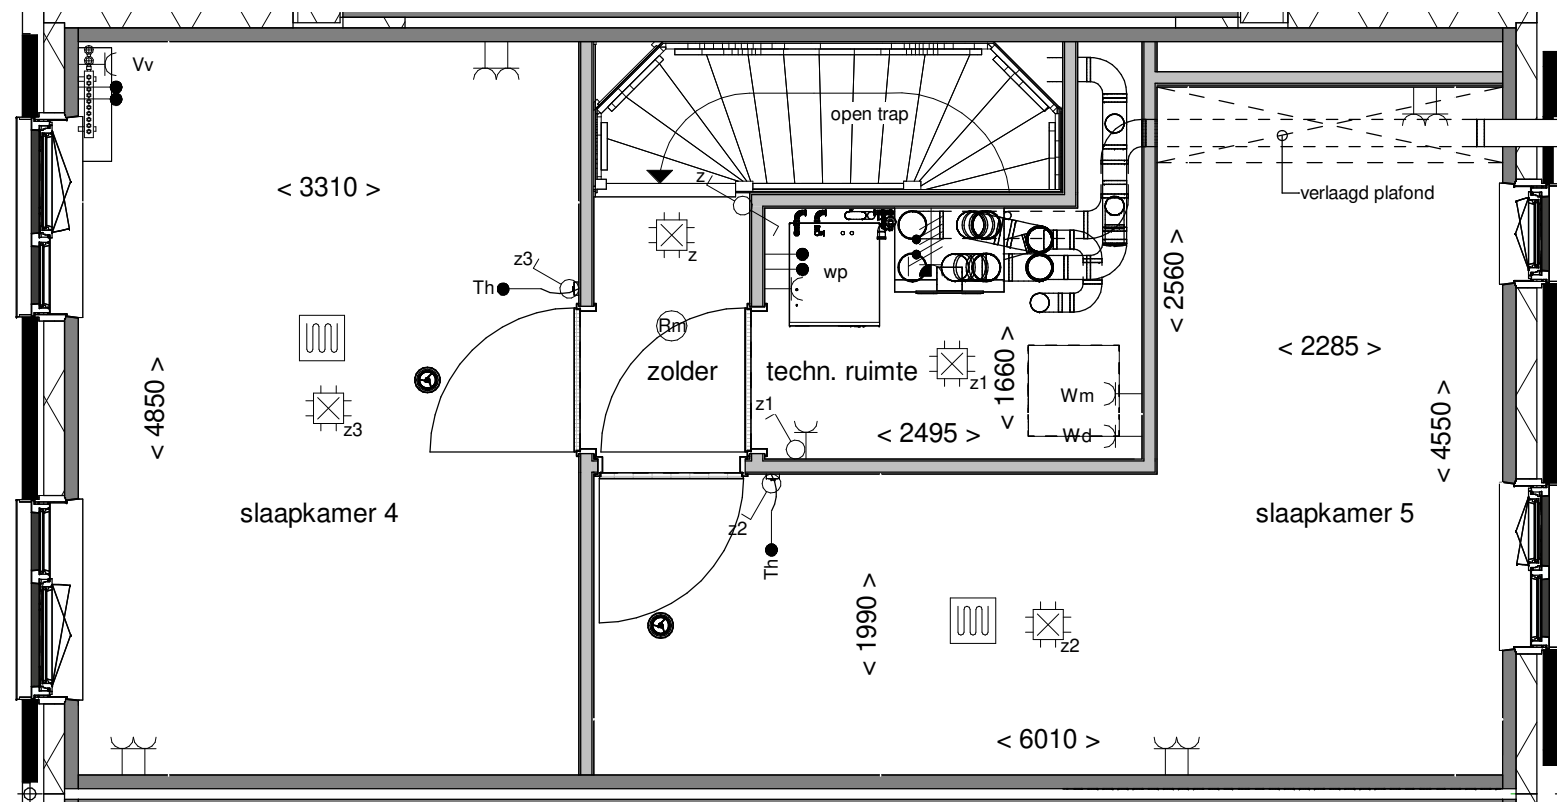 Vv
open trap
< 3310 >
z
verlaagd plafond
z
z3
Th
wp
< 2560 >
Rm
< 2285 >
zolder
techn. ruimte
z1
< 1660 >
< 4850 >
Wm
z1
z3
< 2495 >
Wd
< 4550 >
slaapkamer 4
slaapkamer 5
z2
Th
< 1990 >
z2
< 6010 >